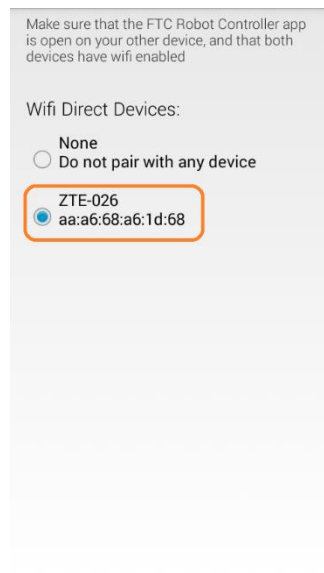 Make sure that the FTC Robot Controller app
is open on your other device, and that both
devices have wifi enabled
Wifi Direct Devices:
None
Do not pair with any device
ZTE-026
aa:a6:68:a6:1d:68